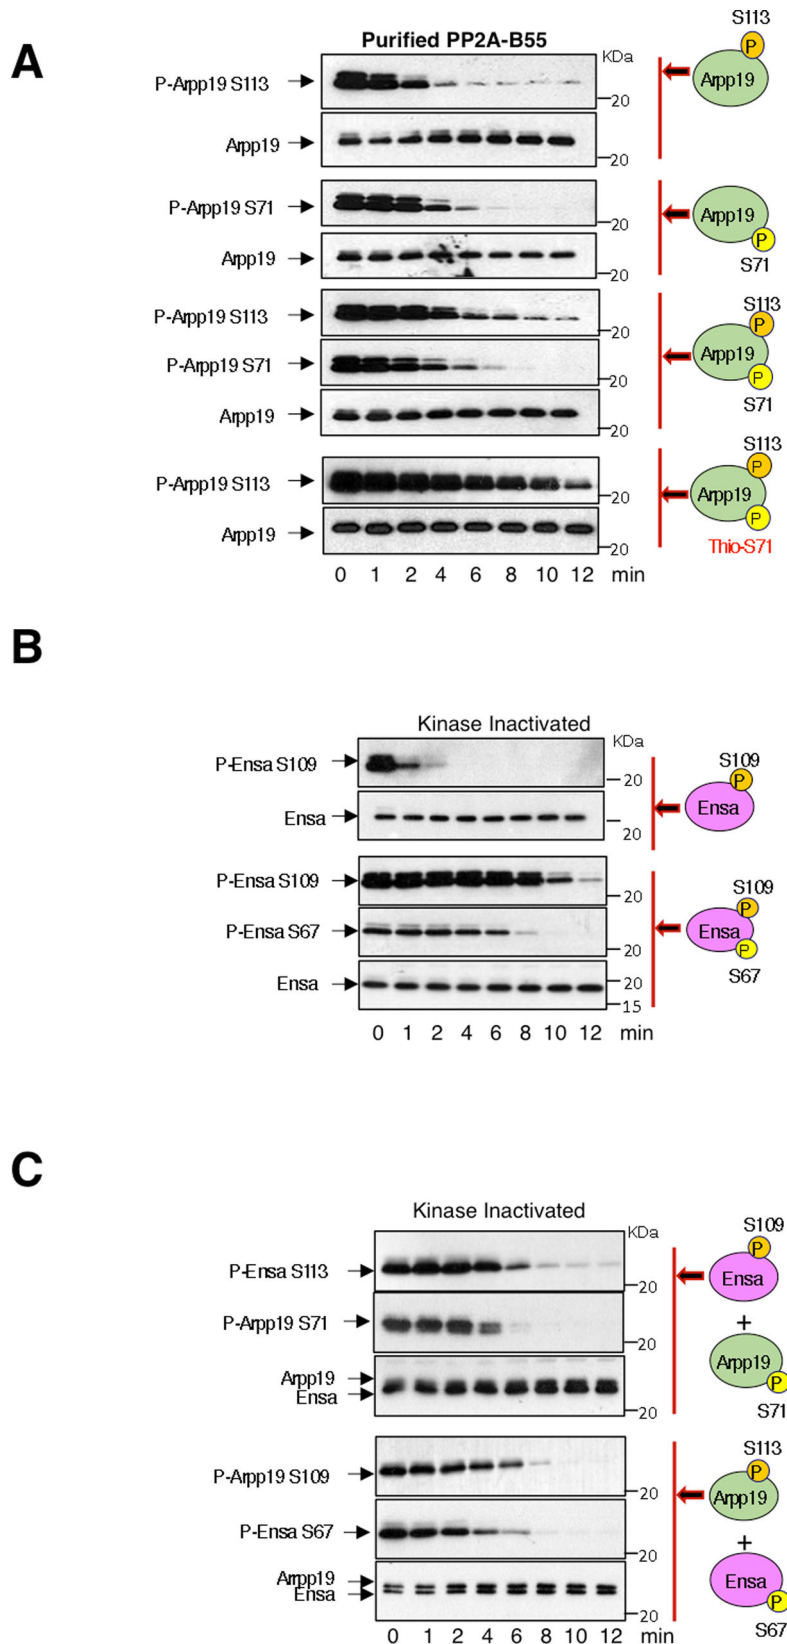 A
Purified PP2A-B55
KDa
S113
P
Arpp19
P-Arpp19 S113
20
Arpp19
20
P-Arpp19 S71
Arpp19
P
S71
Arpp19
20
P-Arpp19 S113
S113
P
Arpp19
P
S71
P-Arpp19 S71
20
Arpp19
20
P-Arpp19 S113
20
S113
P
Arpp19
P
Thio-S71
Arpp19
20
0 1 2 4 6 8 10 12 min
B
Kinase Inactivated
KDa
P-Ensa S109
20
S109
P
Ensa
Ensa
20
P-Ensa S109
20
S109
P
Ensa
P
S67
P-Ensa S67
20
Ensa
20
15
0 1 2 4 6 8 10 12 min
C
Kinase Inactivated
KDa
S109
P
Ensa
P-Ensa S113
20
+
P-Arpp19 S71
20
Arpp19
P
S71
Arpp19
Ensa
20
S113
P
Arpp19
P-Arpp19 S109
20
+
P-Ensa S67
20
Ensa
P
S67
Arrpp19
Ensa
20
0 1 2 4 6 8 10 12 min